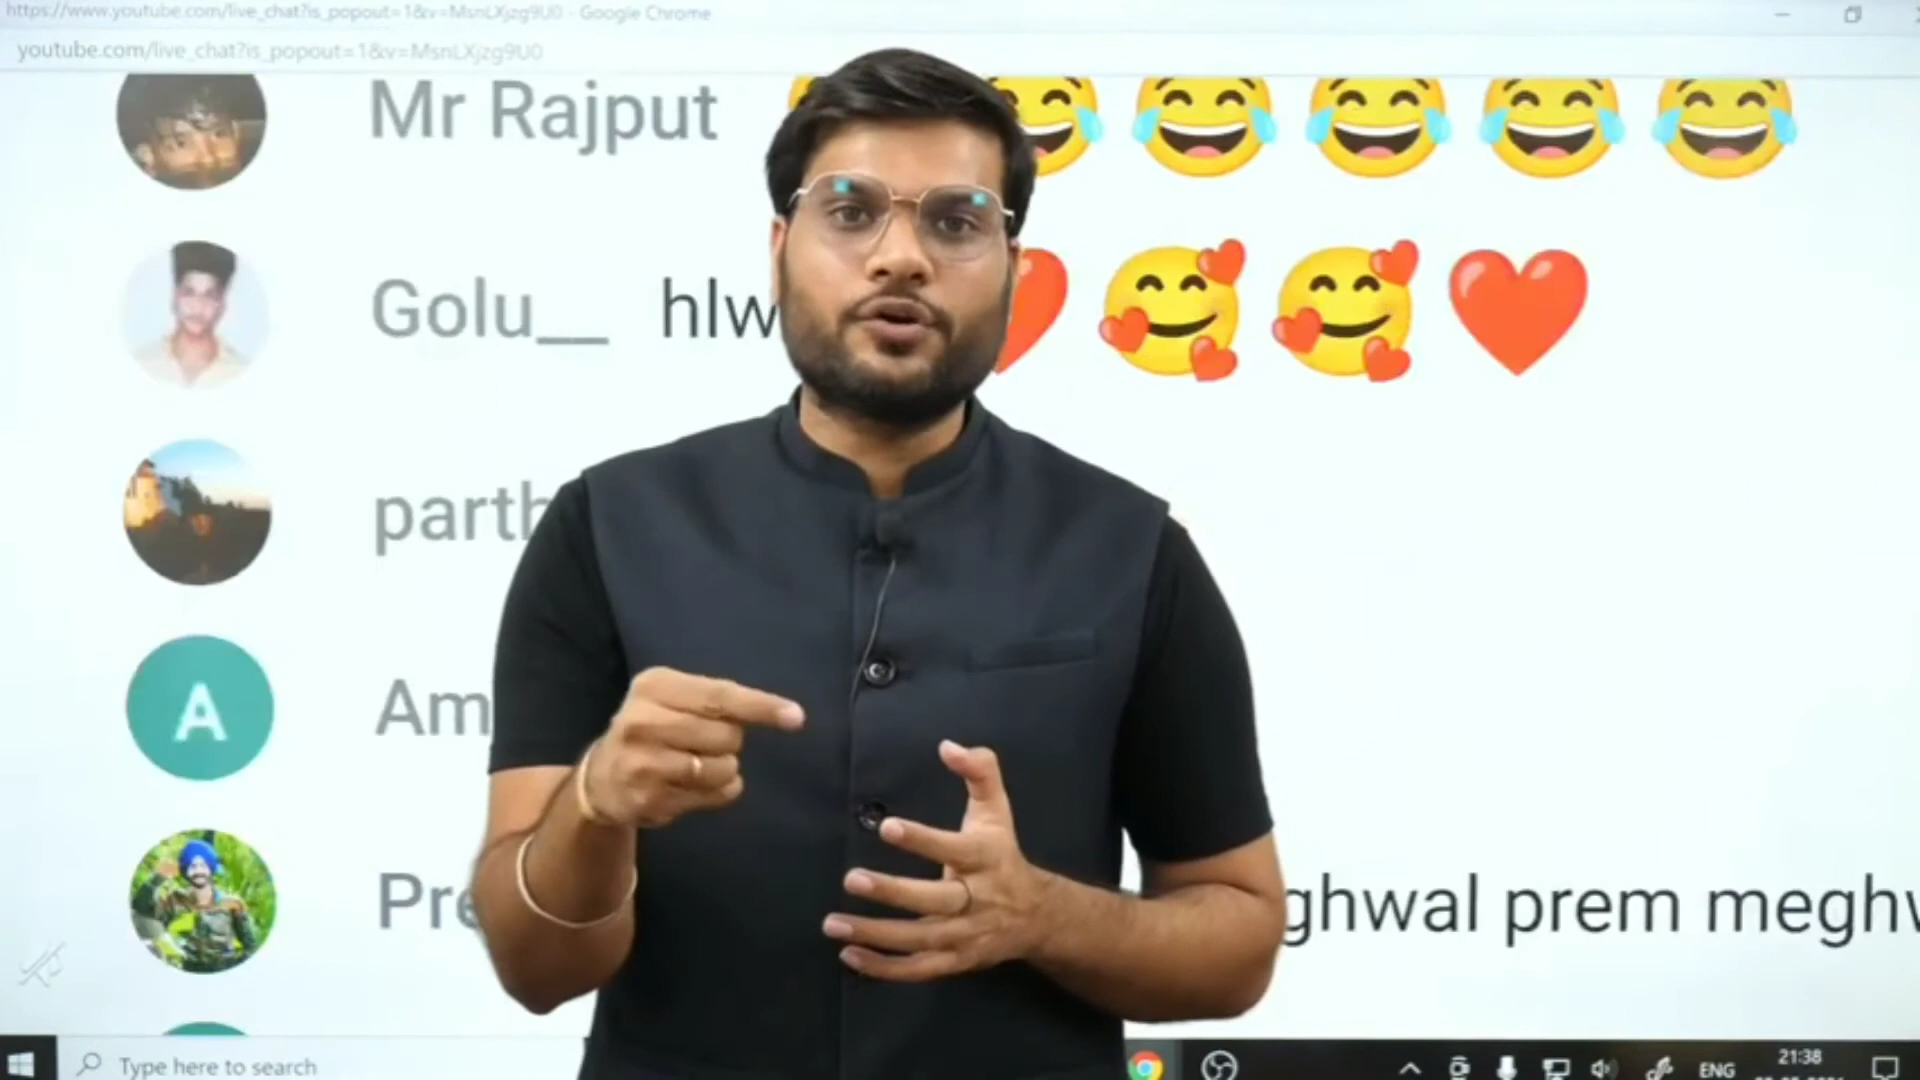 https://www.youtube.com/live_chat?is_popout=1&v=MsnLXjzg9U0 - Google Chrome
youtube.com/live_chat?is_popout=1&v=MsnLXjzg9U0
Mr Rajput 😂😂😂😂😂
Golu__ hlw ❤️🥰🥰❤️
parth
A Am
Pre ghwal prem megh
Type here to search
ENG
21:38